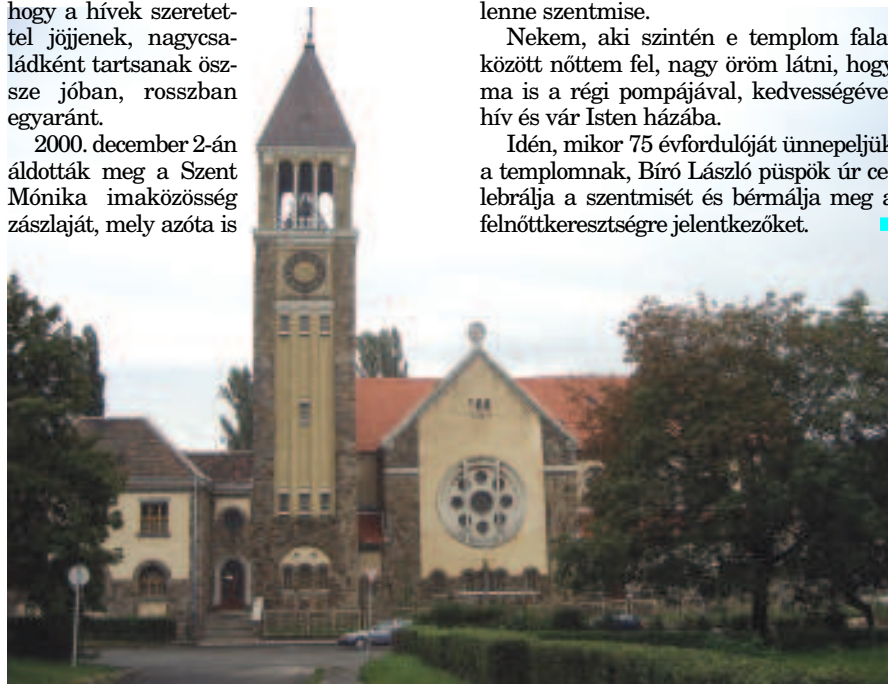 hogy a hívek szeretet-
tel jöjjenek, nagycsa-
ládként tartsanak ösz-
sze jóban, rosszban
egyaránt.
2000. december 2-án
áldották meg a Szent
Mónika imaközösség
zászlaját, mely azóta is
lenne szentmise.
Nekem, aki szintén e templom fala
között nőttem fel, nagy öröm látni, hogy
ma is a régi pompájával, kedvességéve
hív és vár Isten házába.
Idén, mikor 75 évfordulóját ünnepeljük
a templomnak, Bíró László püspök úr ce
lebrálja a szentmisét és bérmálja meg a
felnőttkeresztségre jelentkezőket.